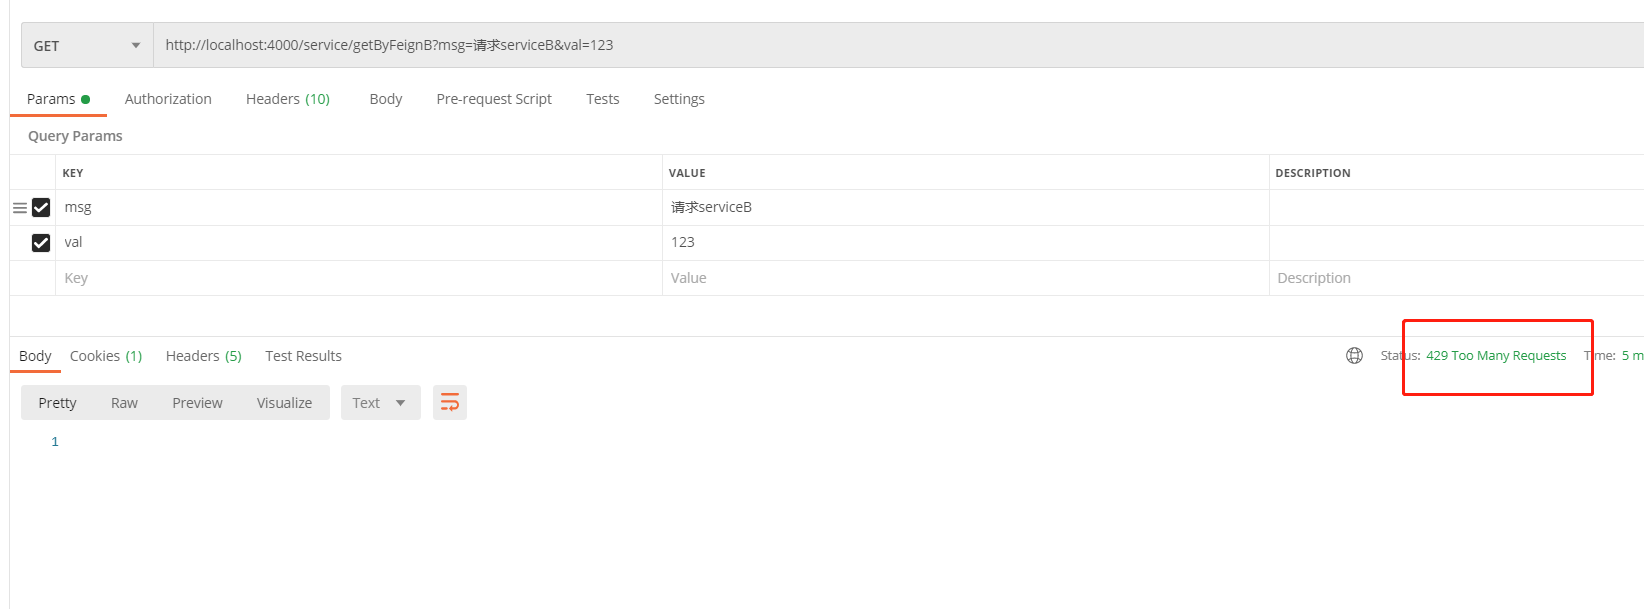 GET http://localhost:4000/service/getByFeignB?msg=请求serviceB&val=123
Params Authorization Headers (10) Body Pre-request Script Tests Settings
Query Params
KEY VALUE DESCRIPTION
msg 请求serviceB
val 123
Key Value Description
Body Cookies (1) Headers (5) Test Results Status: 429 Too Many Requests Time: 5 m
Pretty Raw Preview Visualize Text
1